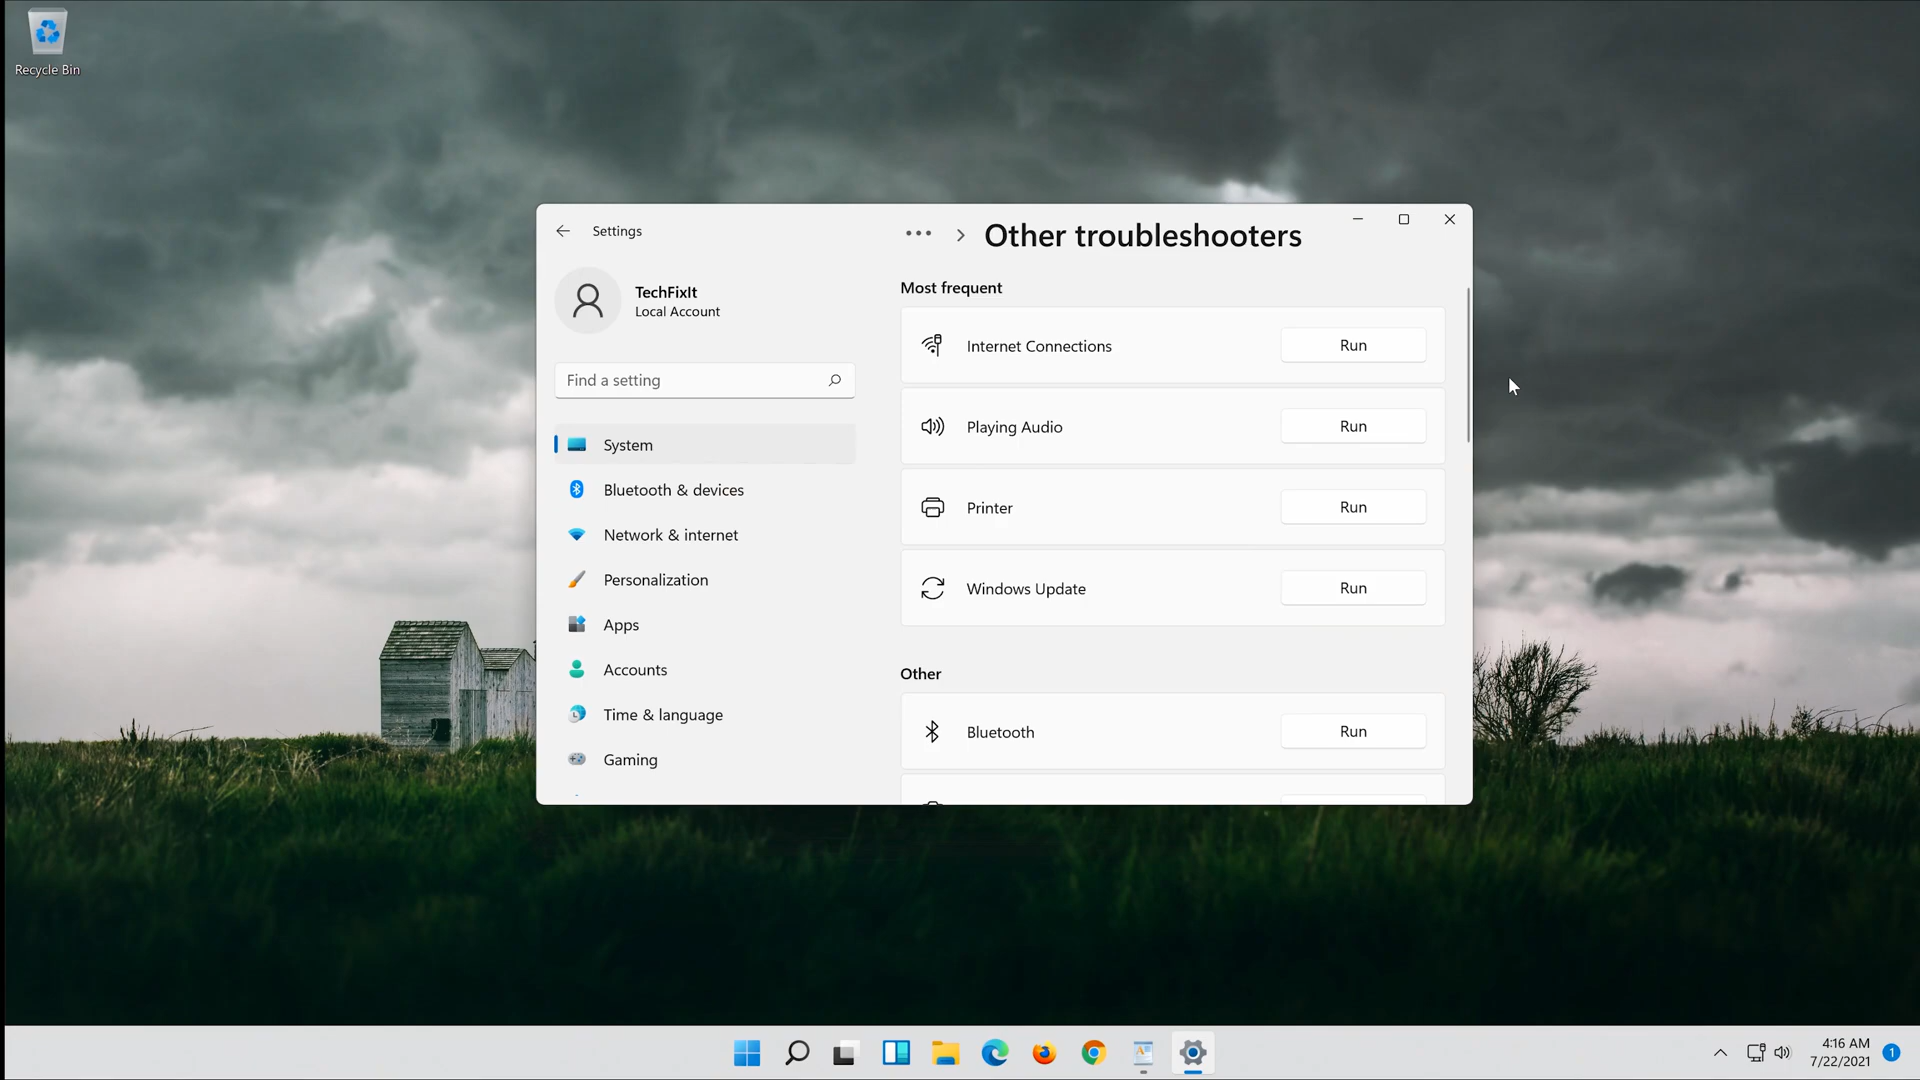 Recycle Bin
Settings
••• > Other troubleshooters
TechFixIt
Local Account
Find a setting
System
Bluetooth & devices
Network & internet
Personalization
Apps
Accounts
Time & language
Gaming
Most frequent
Internet Connections Run
Playing Audio Run
Printer Run
Windows Update Run
Other
Bluetooth Run
4:16 AM
7/22/2021
1